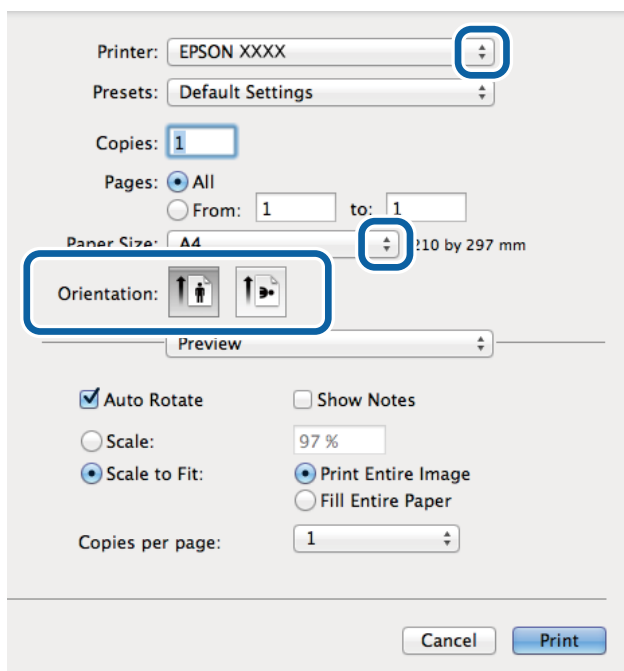 Printer: EPSON XXXX
Presets: Default Settings
Copies: 1
Pages: All
From: 1 to: 1
Paper Size: A4 210 by 297 mm
Orientation:
Preview
Auto Rotate Show Notes
Scale: 97 %
Scale to Fit: Print Entire Image
Fill Entire Paper
Copies per page: 1
Cancel Print